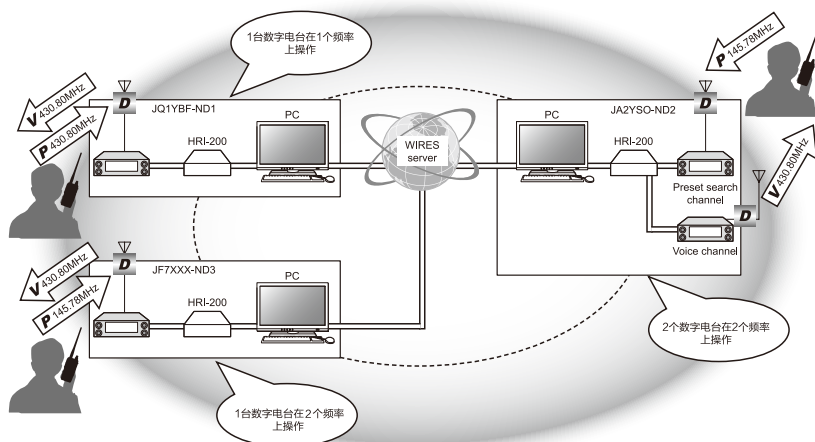 1台数字电台在1个频率
上操作
V 430.80MHz
P 430.80MHz
D
JQ1YBF-ND1
HRI-200
PC
WIRES
server
JA2YSO-ND2
D
PC
HRI-200
Preset search
channel
D
Voice channel
P 145.78MHz
V 430.80MHz
V 430.80MHz
P 145.78MHz
D
JF7XXX-ND3
HRI-200
PC
2个数字电台在2个频率
上操作
1台数字电台在2个频率
上操作